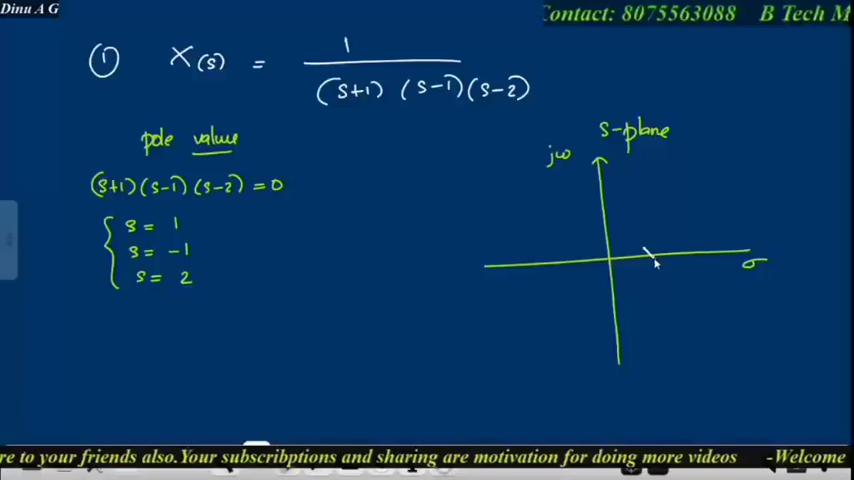 Dinu A G
Contact: 8075563088 B Tech M
① X(s) = 1 / (s+1) (s-1)(s-2)
pole value
(s+1)(s-1)(s-2) = 0
s = 1
s = -1
s = 2
s-plane
jω
σ
re to your friends also.Your subscribptions and sharing are motivation for doing more videos -Welcome